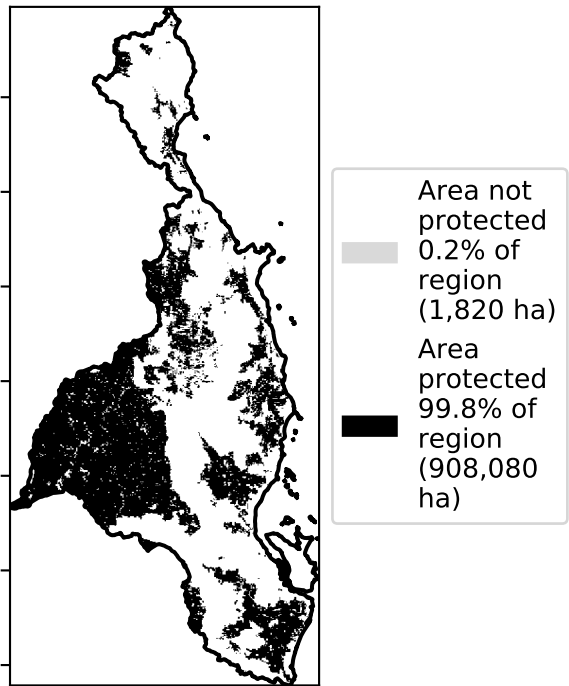 Area not
protected
0.2% of
region
(1,820 ha)
Area
protected
99.8% of
region
(908,080
ha)